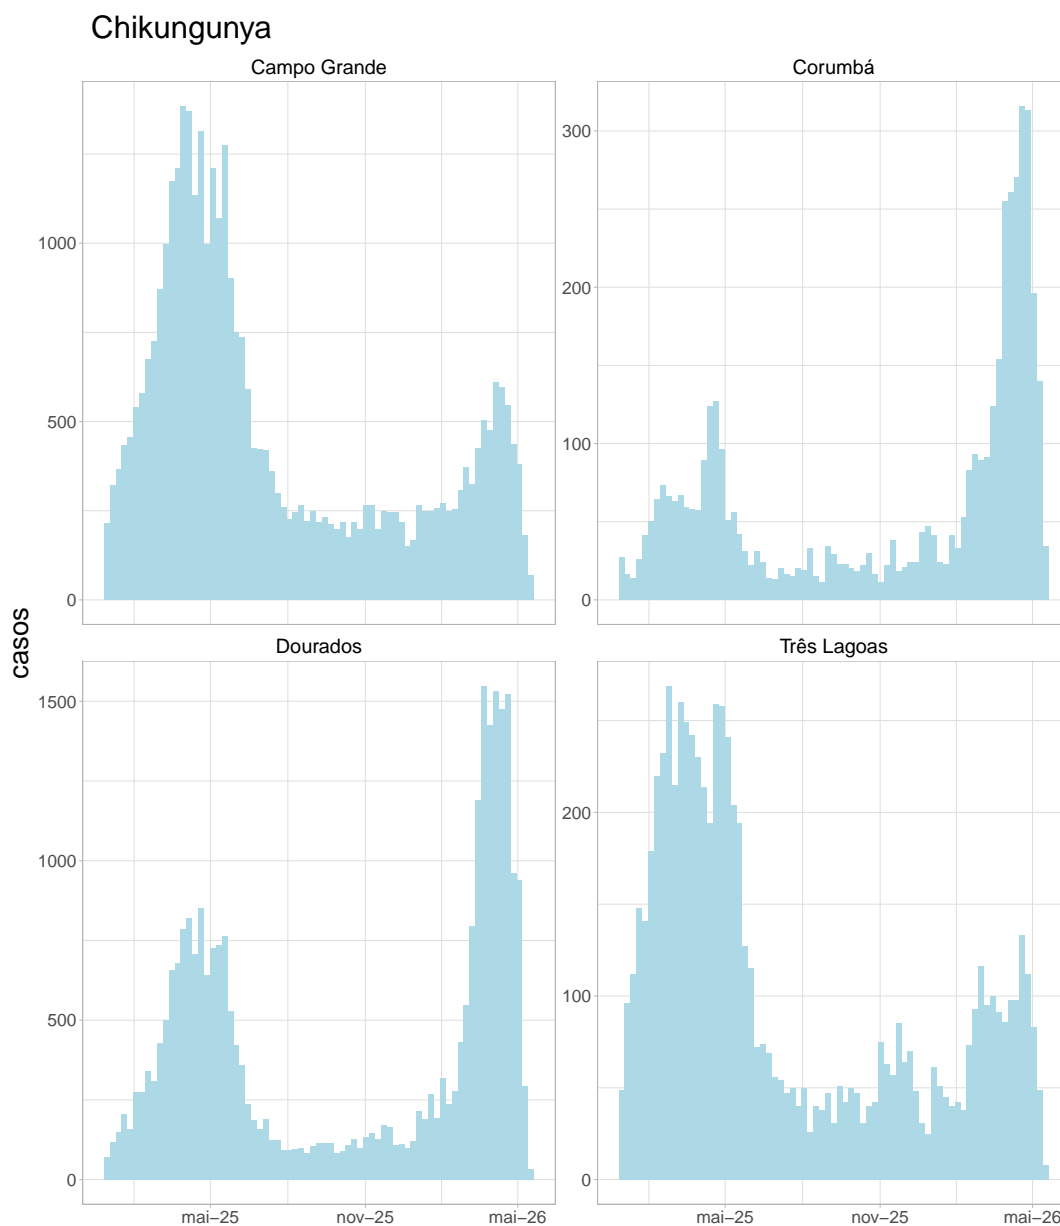 Chikungunya
Campo Grande
Corumbá
1000
500
0
300
200
100
0
casos
Dourados
Três Lagoas
1500
1000
500
0
200
100
0
mai–25
nov–25
mai–26
mai–25
nov–25
mai–26